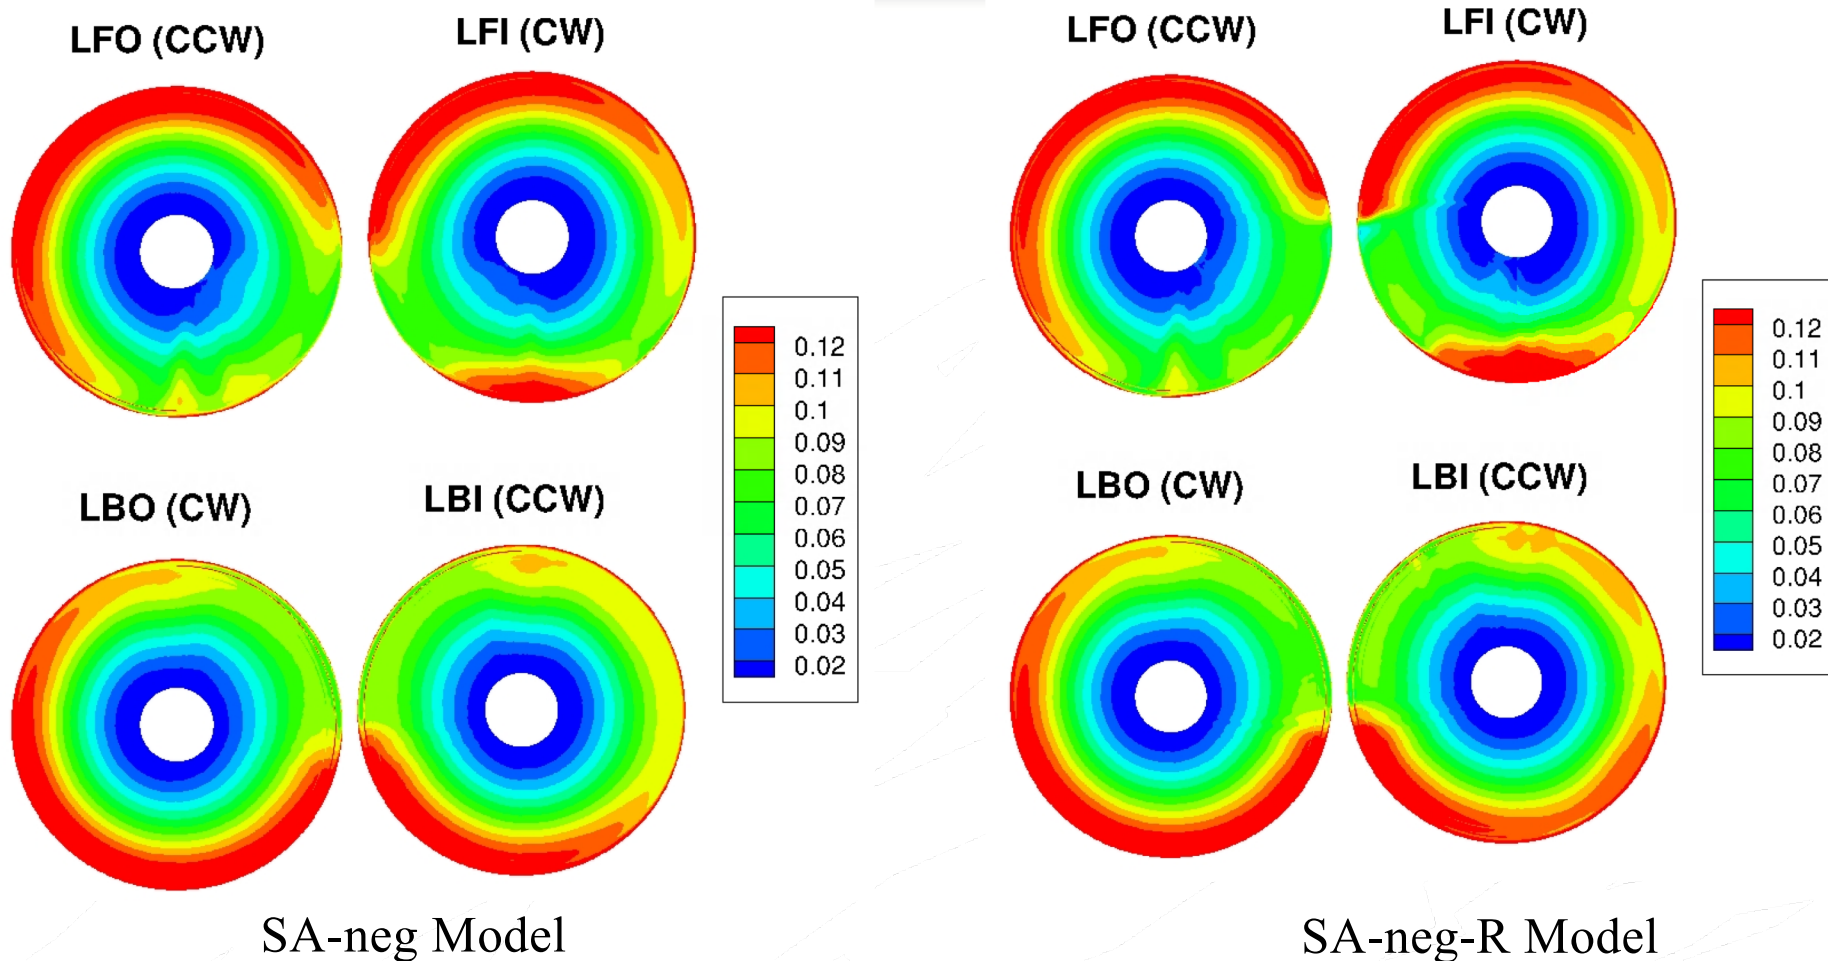 LFO (CCW)
LFI (CW)
LBO (CW)
LBI (CCW)
0.12
0.11
0.1
0.09
0.08
0.07
0.06
0.05
0.04
0.03
0.02
SA-neg Model
LFO (CCW)
LFI (CW)
LBO (CW)
LBI (CCW)
0.12
0.11
0.1
0.09
0.08
0.07
0.06
0.05
0.04
0.03
0.02
SA-neg-R Model